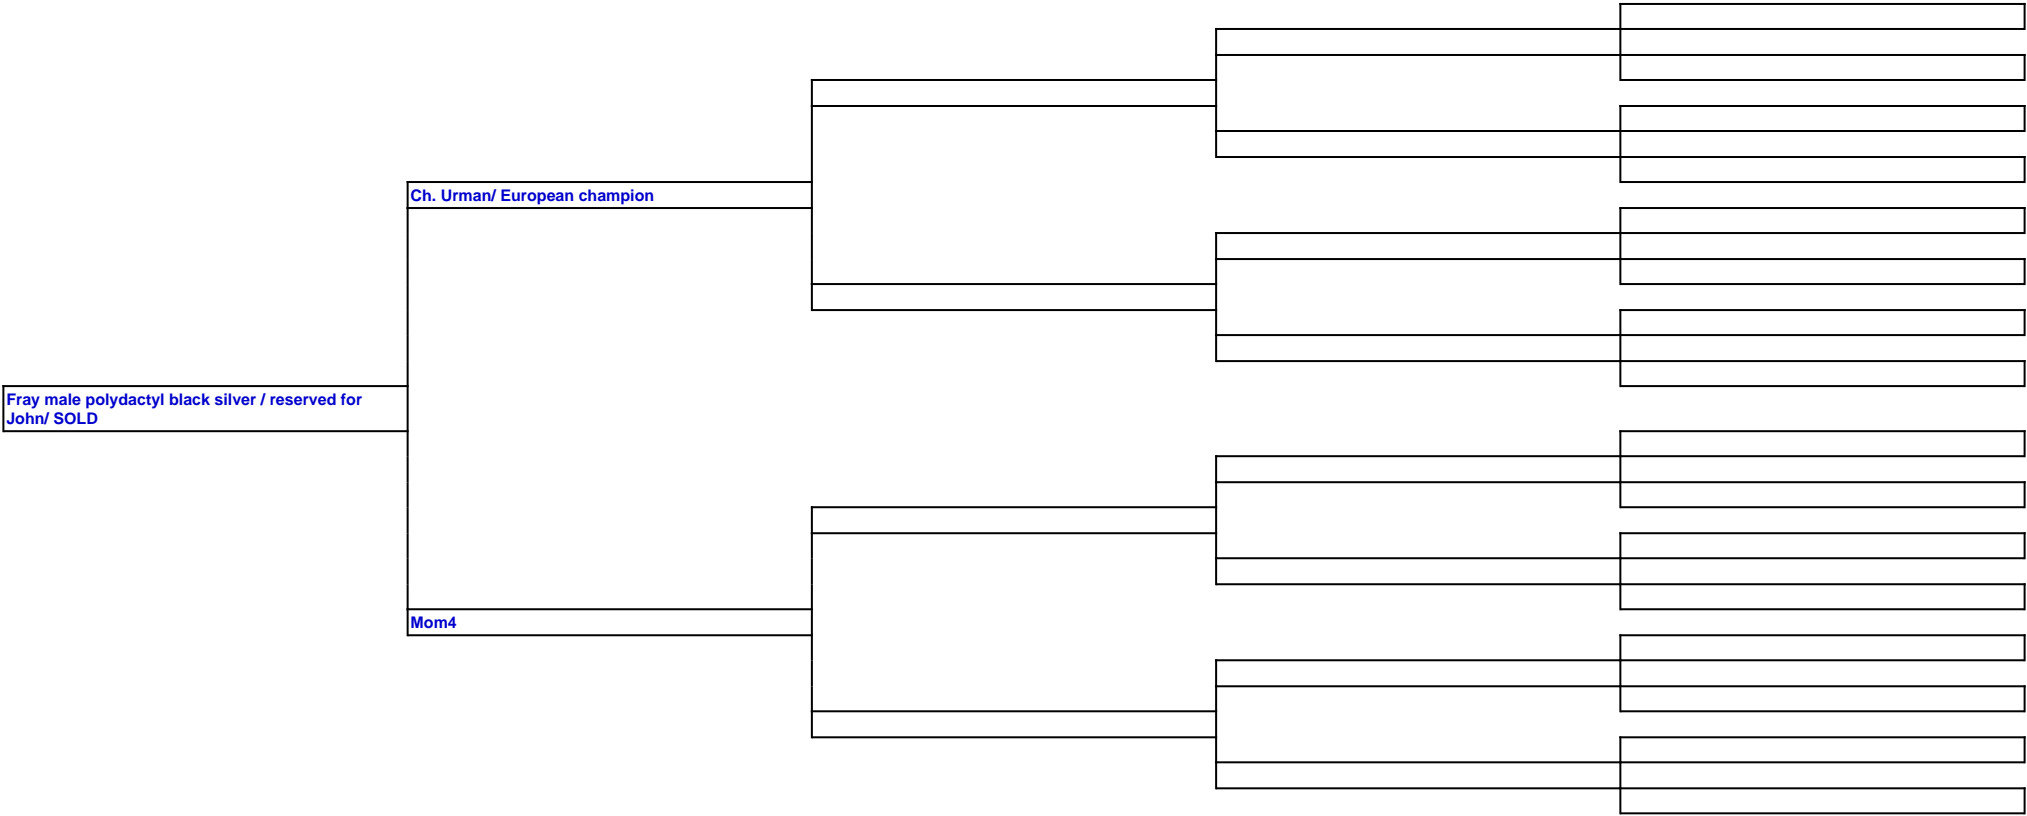 Ch. Urman/ European champion
Fray male polydactyl black silver / reserved for
John/ SOLD
Mom4